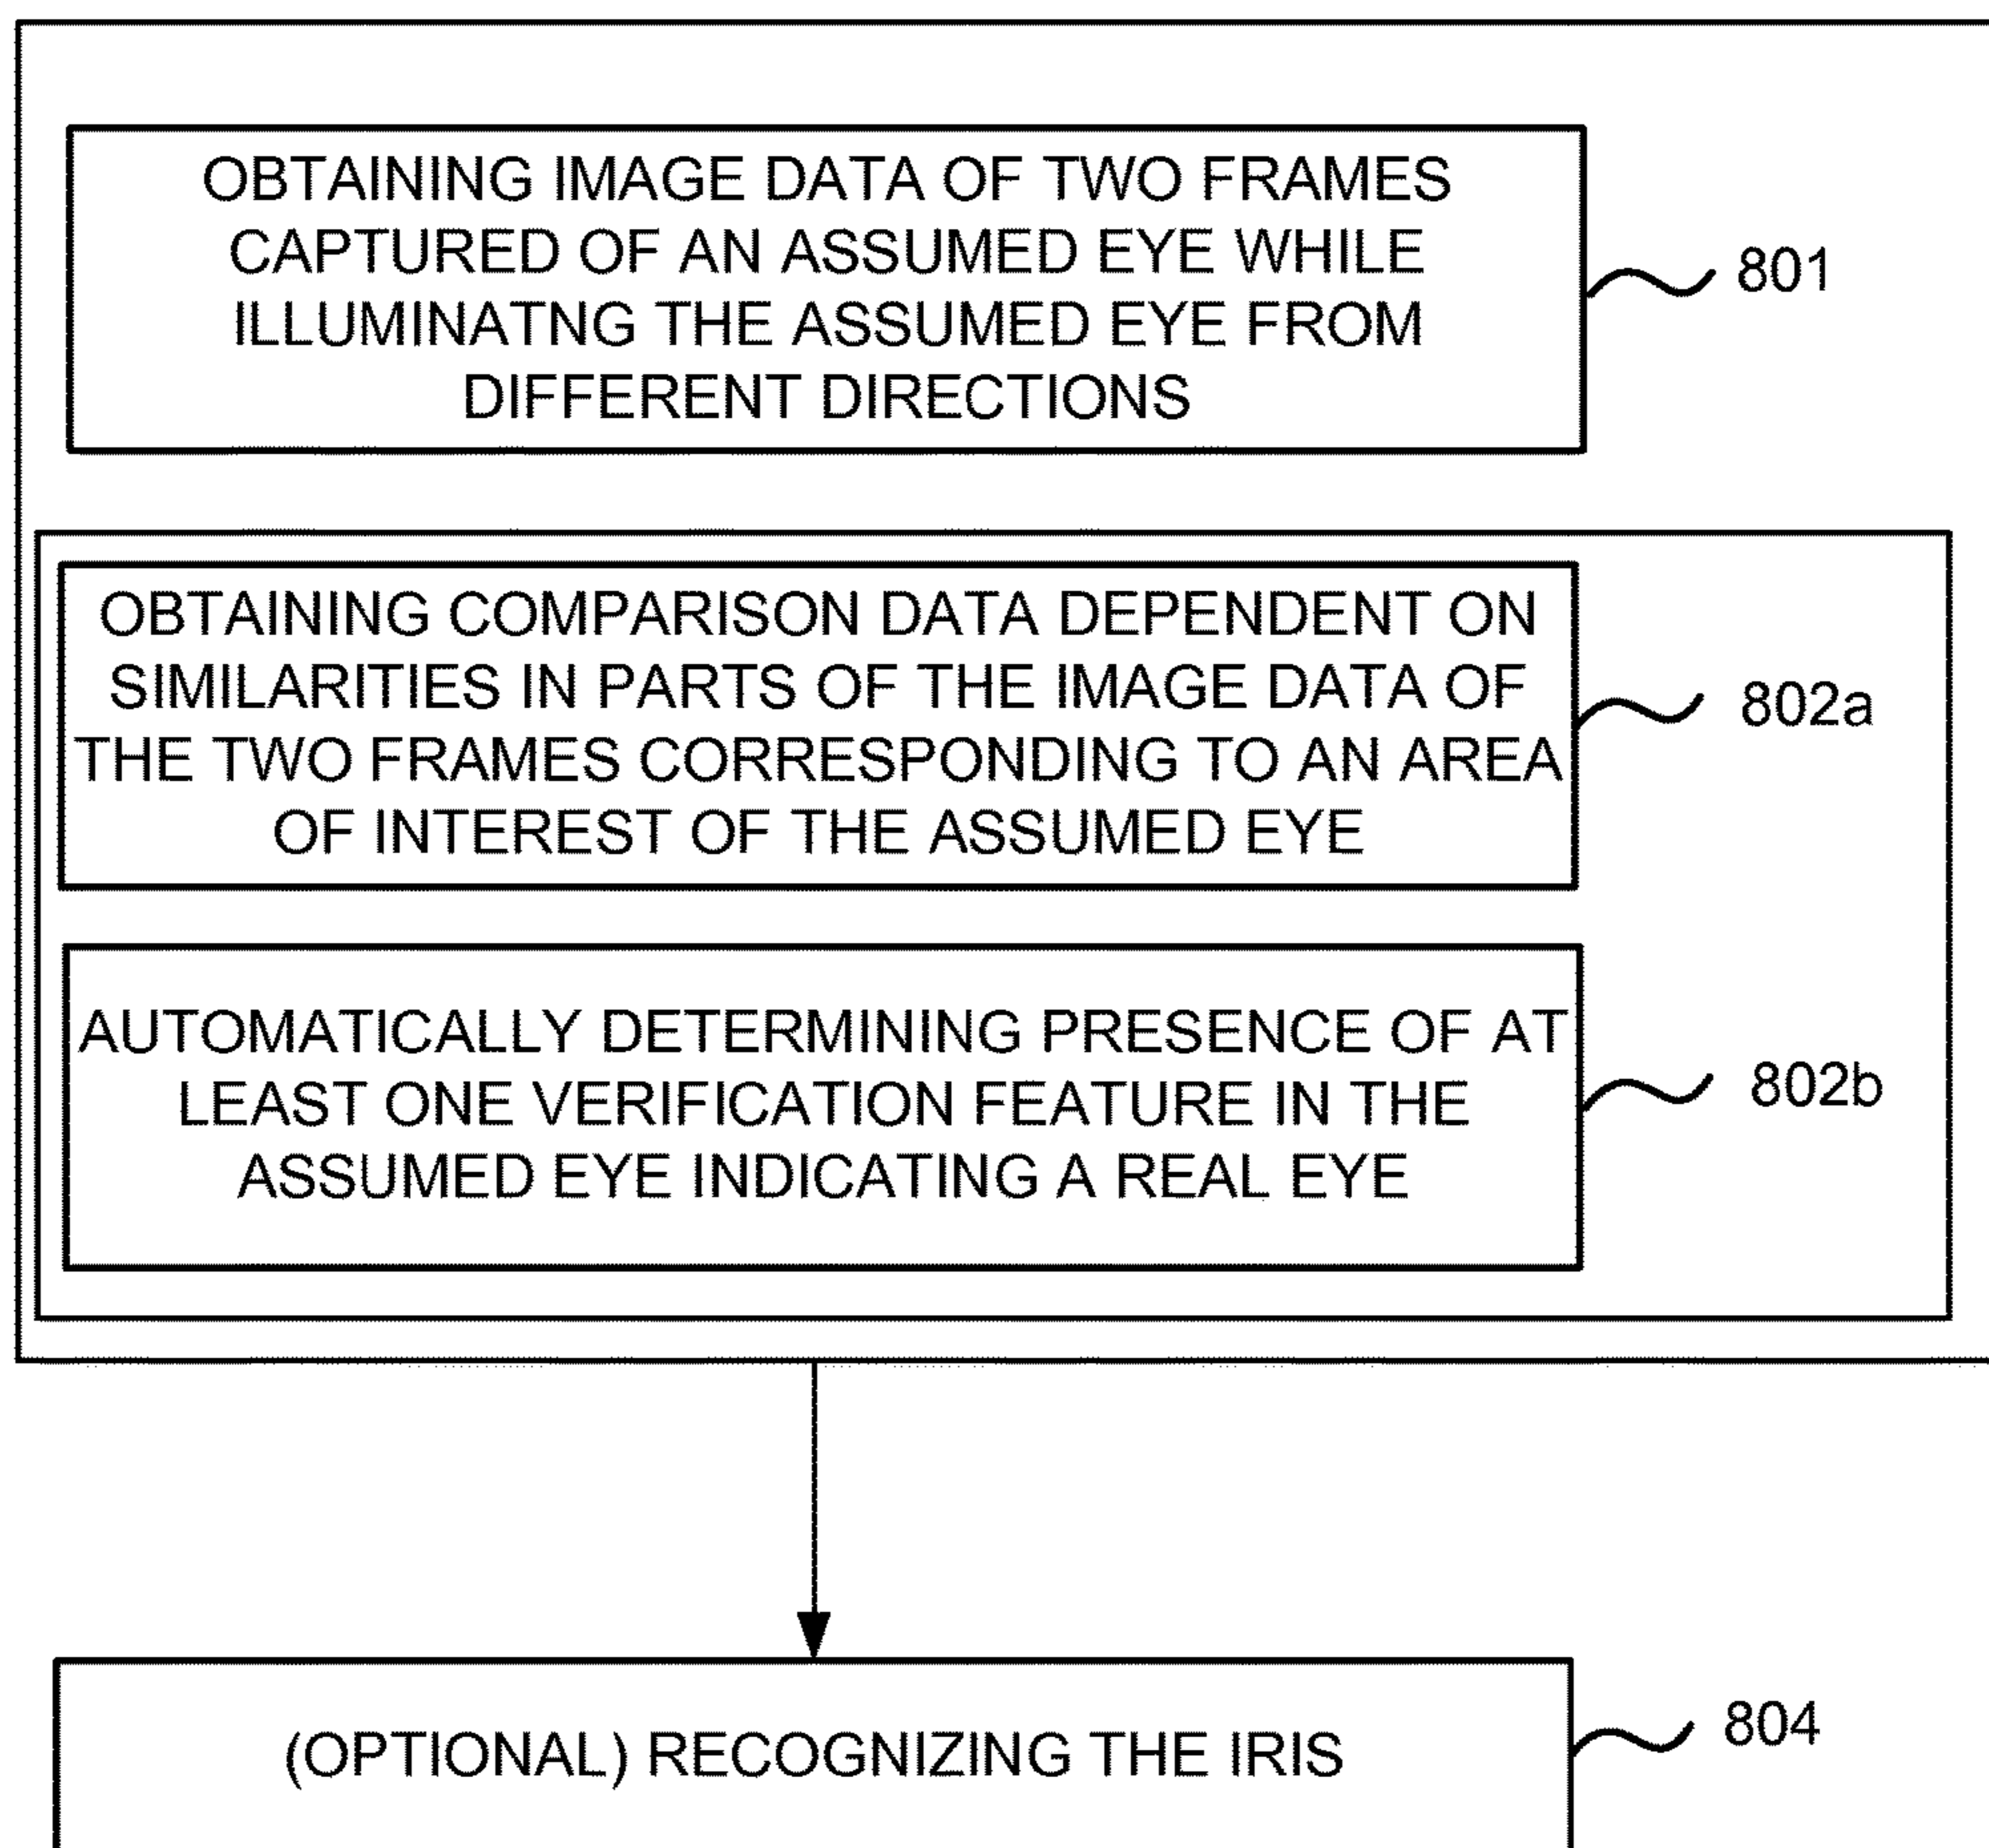 OBTAINING IMAGE DATA OF TWO FRAMES
CAPTURED OF AN ASSUMED EYE WHILE
ILLUMINATNG THE ASSUMED EYE FROM
DIFFERENT DIRECTIONS
801
OBTAINING COMPARISON DATA DEPENDENT ON
SIMILARITIES IN PARTS OF THE IMAGE DATA OF
THE TWO FRAMES CORRESPONDING TO AN AREA
OF INTEREST OF THE ASSUMED EYE
802a
AUTOMATICALLY DETERMINING PRESENCE OF AT
LEAST ONE VERIFICATION FEATURE IN THE
ASSUMED EYE INDICATING A REAL EYE
802b
(OPTIONAL) RECOGNIZING THE IRIS
804